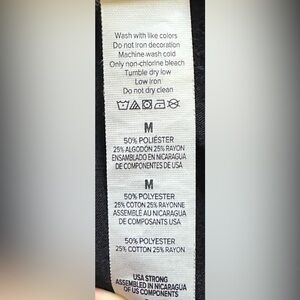 Wash with like colors
Do not iron decoration
Machine wash cold
Only non-chlorine bleach
Tumble dry low
Low iron
Do not dry clean
M
50% POLIÉSTER
25% ALGODÓN 25% RAYON
ENSAMBLADO EN NICARAGUA
DE COMPONENTES DE USA
M
50% POLYESTER
25% COTON 25% RAYONNE
ASSEMBLÉ AU NICARAGUA
DE COMPOSANTS USA
50% POLYESTER
25% COTTON 25% RAYON
USA STRONG
ASSEMBLED IN NICARAGUA
OF US COMPONENTS